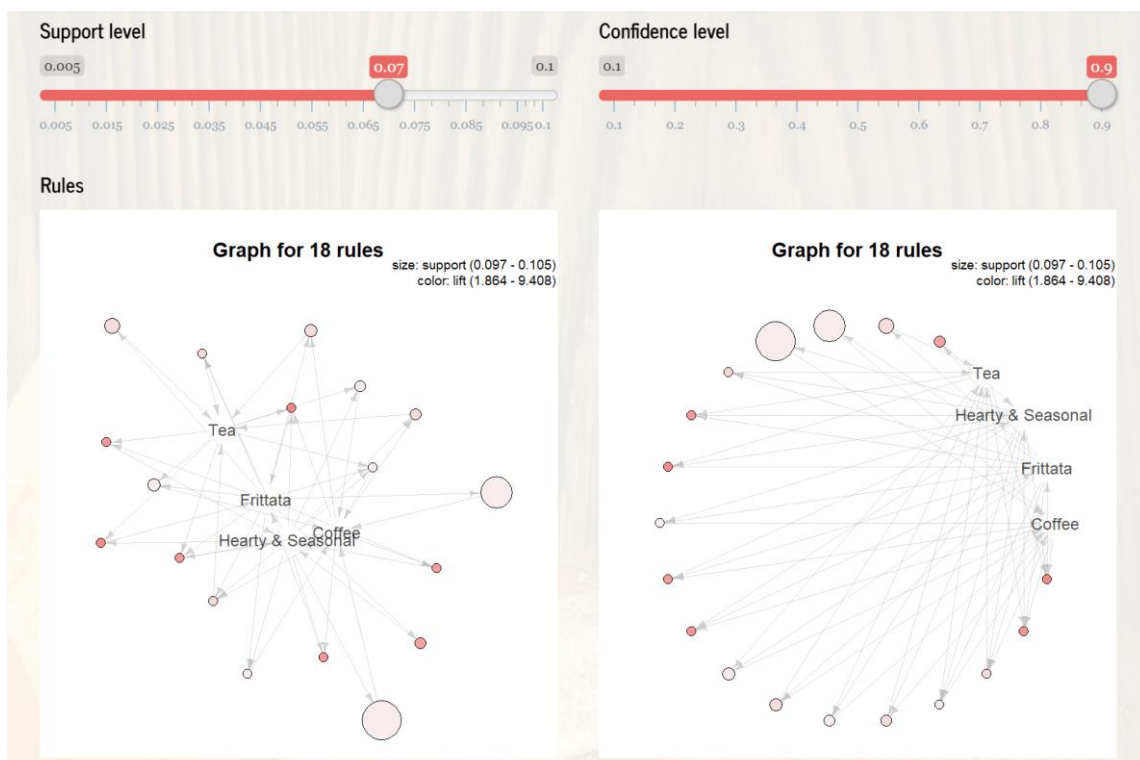 Support level
0.005 0.07 0.1
0.005 0.015 0.025 0.035 0.045 0.055 0.065 0.075 0.085 0.095 0.1
Confidence level
0.1 0.9
0.1 0.2 0.3 0.4 0.5 0.6 0.7 0.8 0.9
Rules
Graph for 18 rules
size: support (0.097 - 0.105)
color: lift (1.864 - 9.408)
Tea
Frittata
Coffee
Hearty & Seasonal
Graph for 18 rules
size: support (0.097 - 0.105)
color: lift (1.864 - 9.408)
Tea
Hearty & Seasonal
Frittata
Coffee